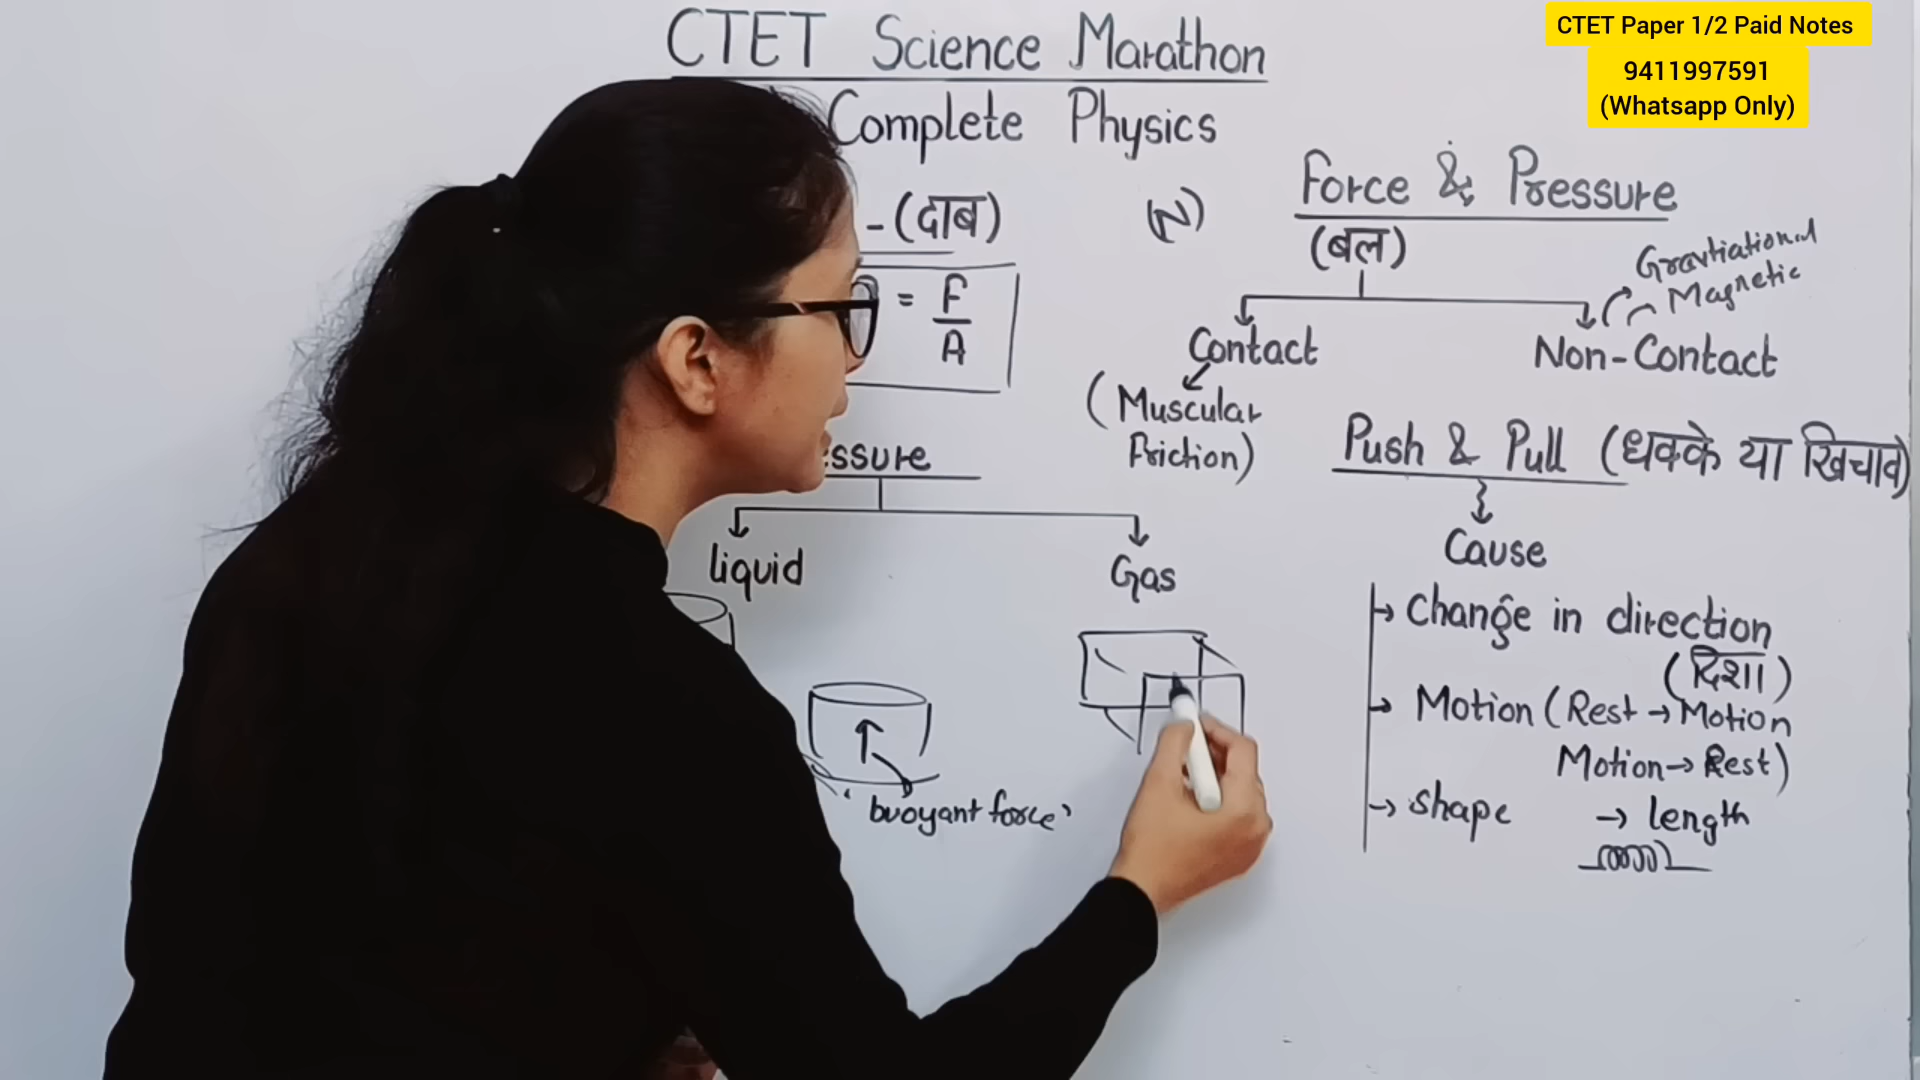 CTET Science Marathon
Complete Physics
CTET Paper 1/2 Paid Notes
9411997591
(Whatsapp Only)
- (दाब)
= F
A
(N)
Force & Pressure
(बल)
Gravtiational
Magnetic
Contact
Non-Contact
(Muscular
Friction)
Push & Pull (धक्के या खिचाव)
Cause
→ Change in direction
(दिशा)
→ Motion (Rest → Motion
Motion → Rest)
→ shape → length
ssure
liquid
Gas
'buoyant force'